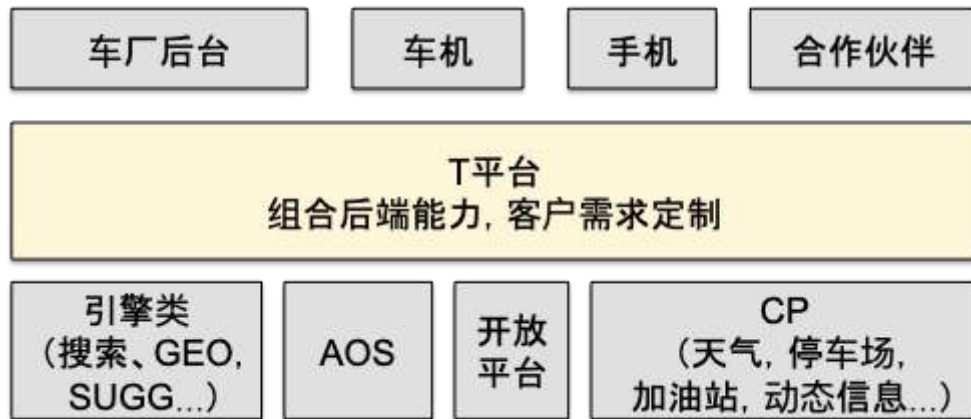 车厂后台
车机
手机
合作伙伴
T平台
组合后端能力, 客户需求定制
引擎类
（搜索、GEO,
SUGG...）
AOS
开放
平台
CP
（天气, 停车场,
加油站, 动态信息...）